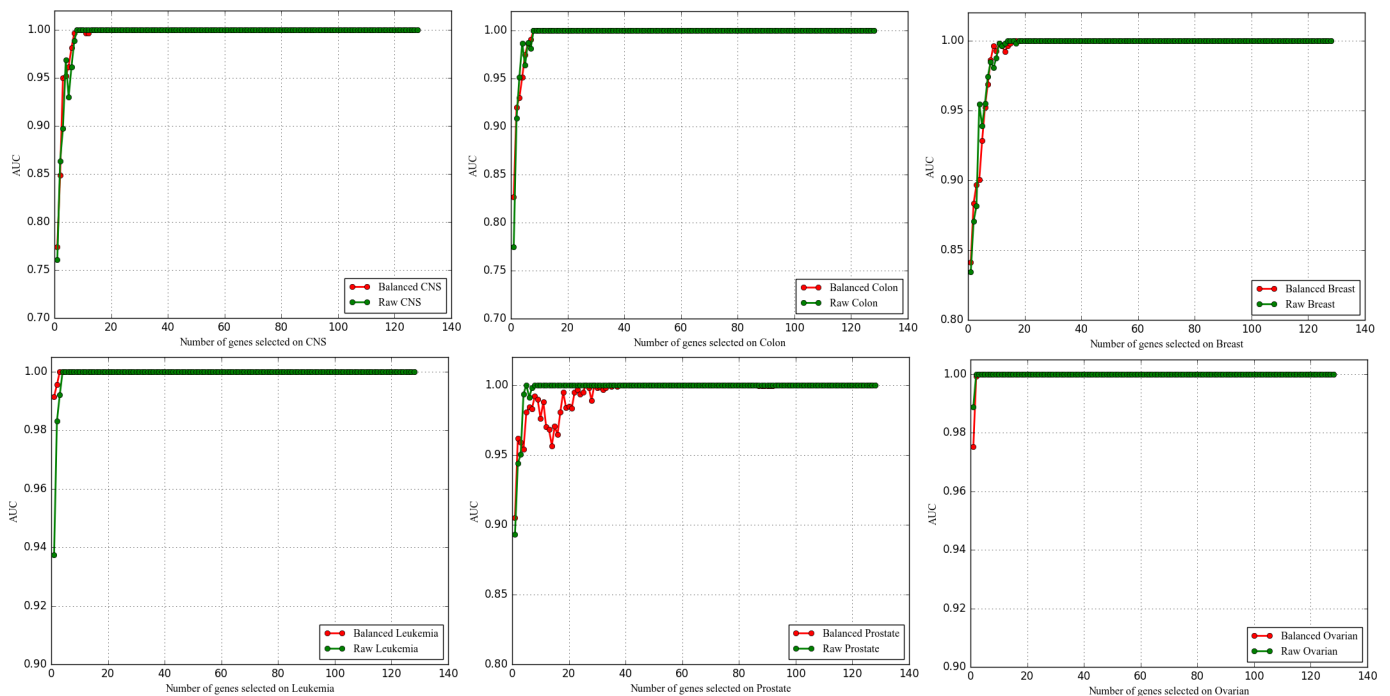 AUC
1.00
0.95
0.90
0.85
0.80
0.75
0.70
0 20 40 60 80 100 120 140
Balanced CNS
Raw CNS
Number of genes selected on CNS
AUC
1.00
0.95
0.90
0.85
0.80
0.75
0.70
0 20 40 60 80 100 120 140
Balanced Colon
Raw Colon
Number of genes selected on Colon
AUC
1.00
0.95
0.90
0.85
0.80
0 20 40 60 80 100 120 140
Balanced Breast
Raw Breast
Number of genes selected on Breast
AUC
1.00
0.98
0.96
0.94
0.92
0.90
0 20 40 60 80 100 120 140
Balanced Leukemia
Raw Leukemia
Number of genes selected on Leukemia
AUC
1.00
0.95
0.90
0.85
0.80
0 20 40 60 80 100 120 140
Balanced Prostate
Raw Prostate
Number of genes selected on Prostate
AUC
1.00
0.98
0.96
0.94
0.92
0.90
0 20 40 60 80 100 120 140
Balanced Ovarian
Raw Ovarian
Number of genes selected on Ovarian